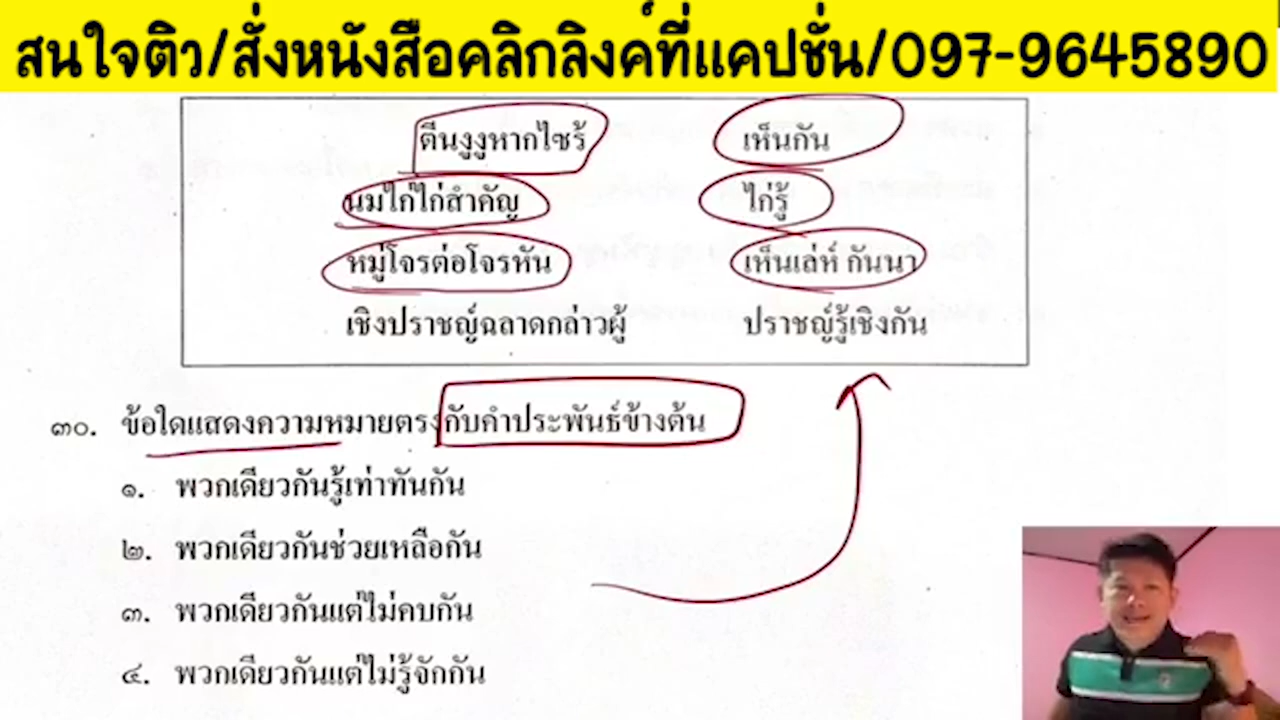 สนใจติว/สั่งหนังสือคลิกลิงค์ที่แคปชั่น/097-9645890
ตีนงูงูหากไซร้ เห็นกัน
นมไก่ไก่สำคัญ ไก่รู้
หมู่โจรต่อโจรหัน เห็นเล่ห์ กันนา
เชิงปราชญ์ฉลาดกล่าวผู้ ปราชญ์รู้เชิงกัน
๓๐. ข้อใดแสดงความหมายตรงกับคำประพันธ์ข้างต้น
๑. พวกเดียวกันรู้เท่าทันกัน
๒. พวกเดียวกันช่วยเหลือกัน
๓. พวกเดียวกันแต่ไม่คบกัน
๔. พวกเดียวกันแต่ไม่รู้จักกัน